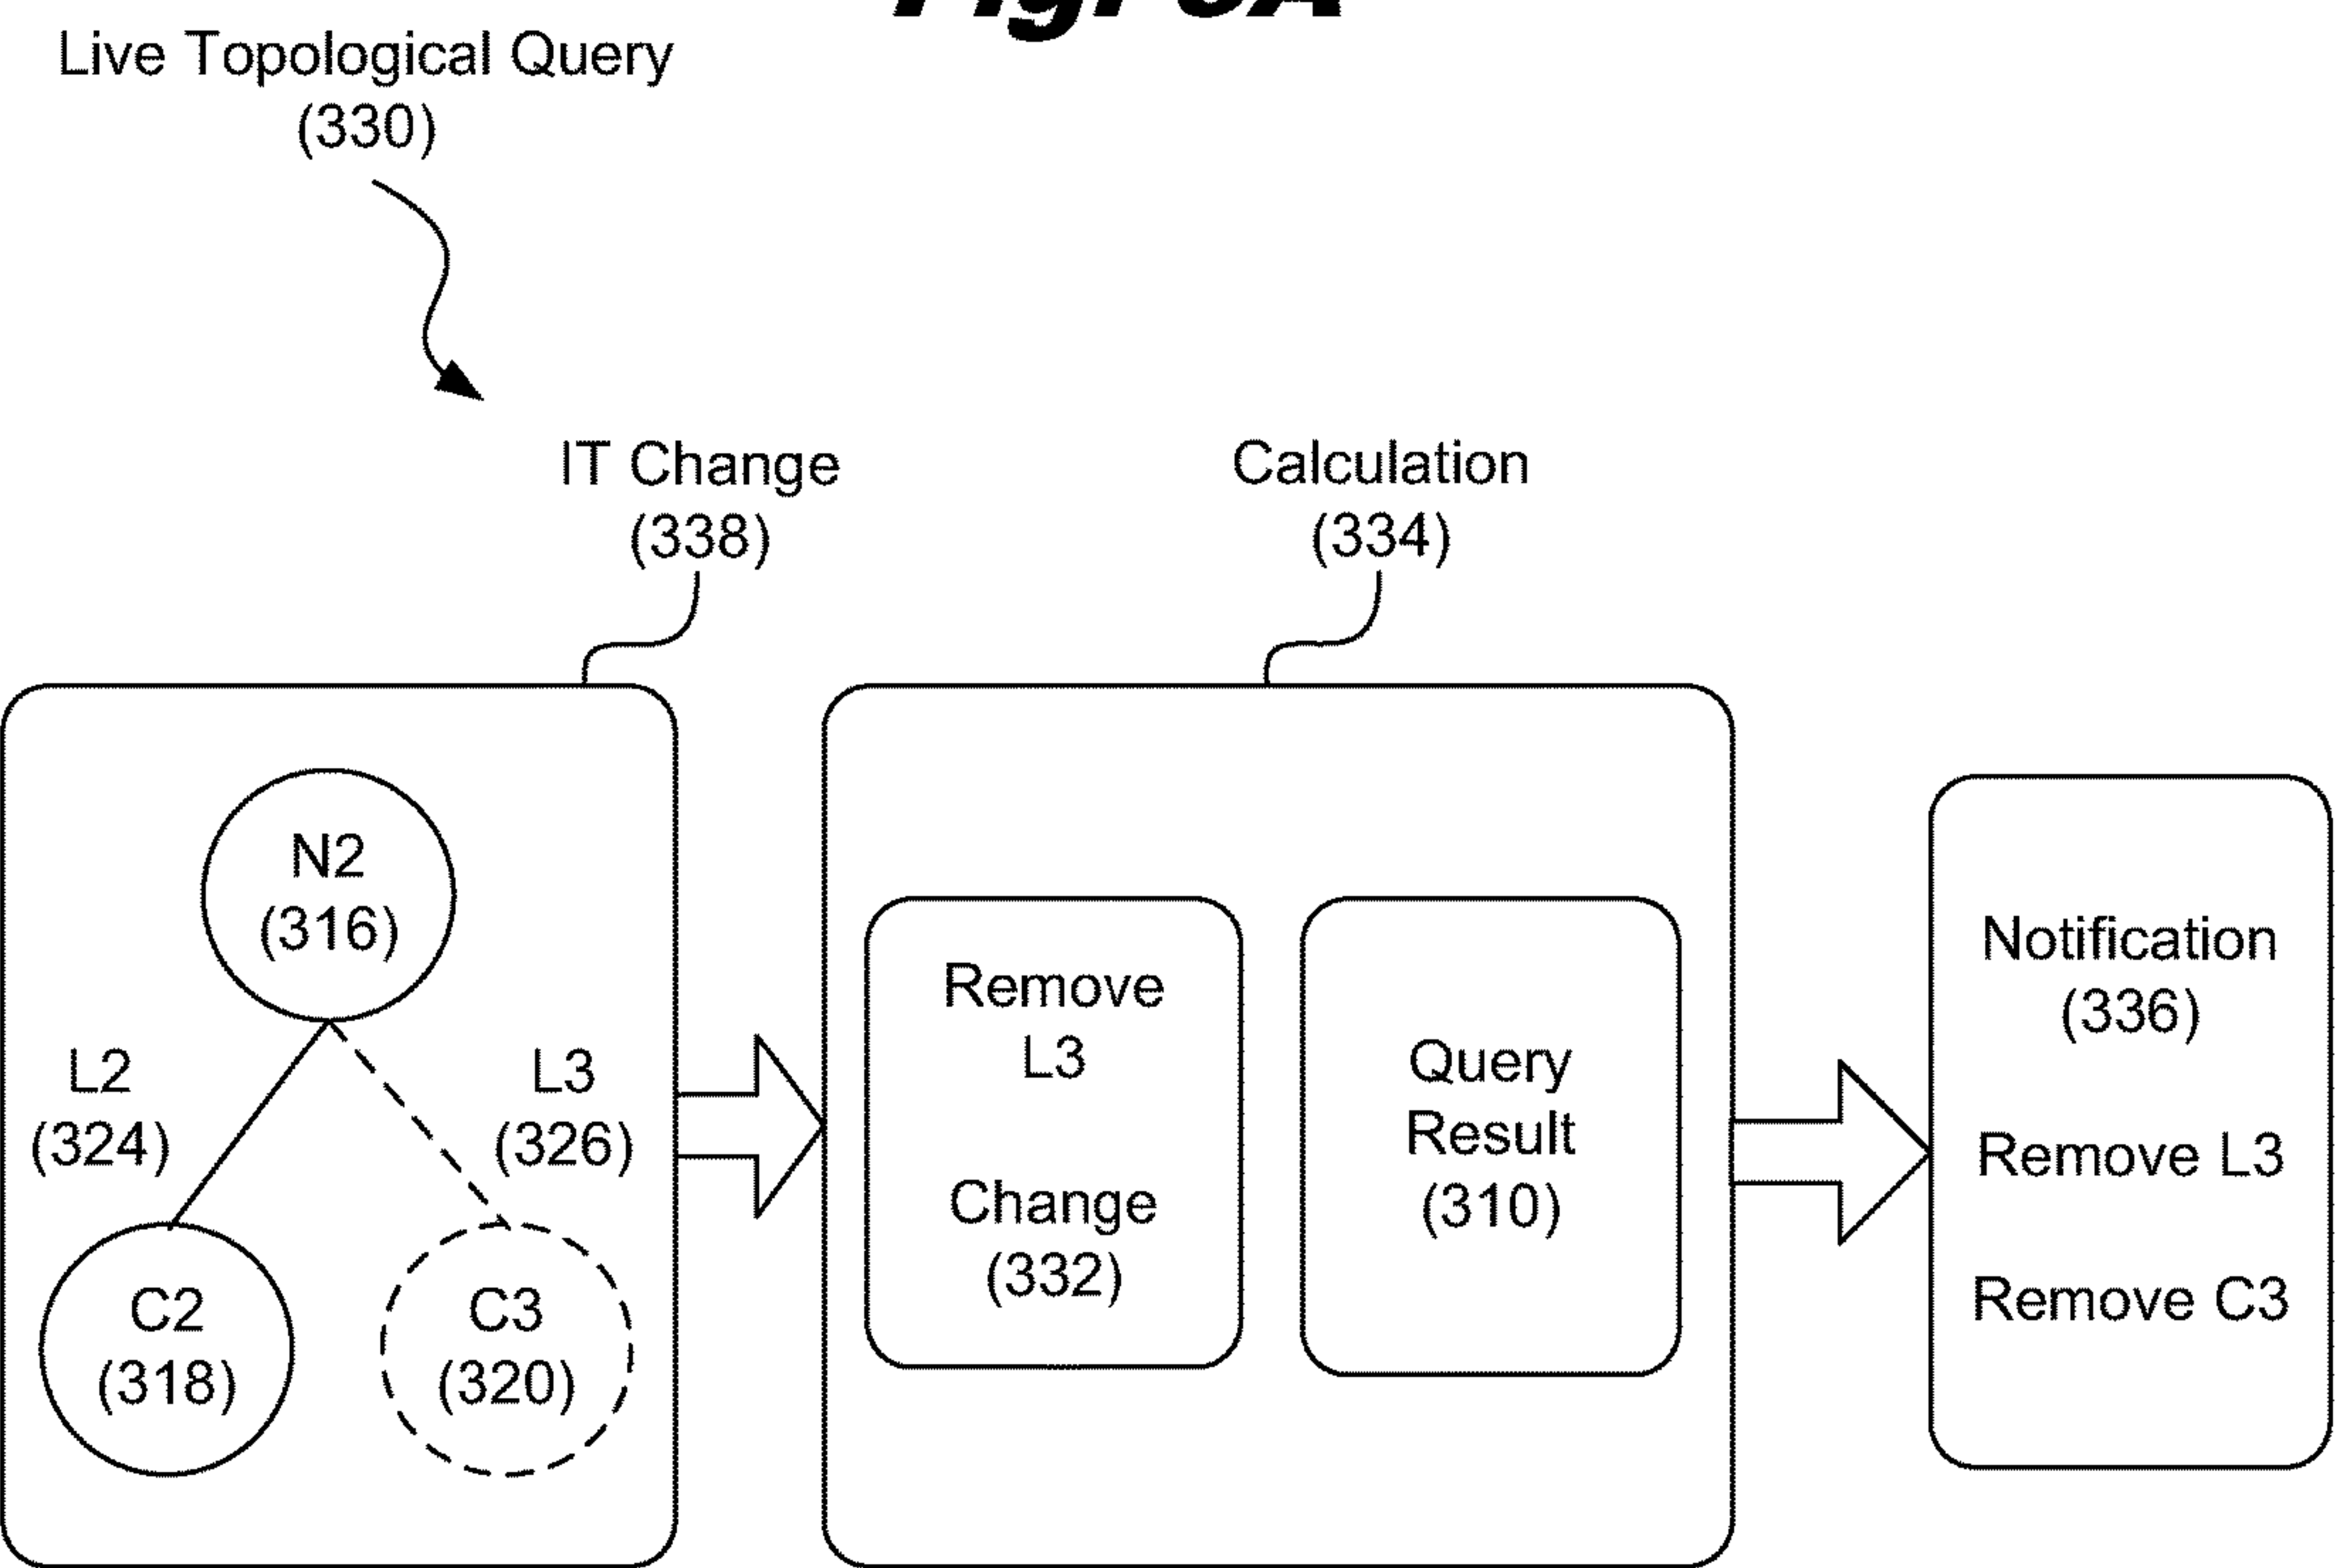 Live Topological Query
(330)
IT Change
(338)
Calculation
(334)
N2
(316)
L2
(324)
L3
(326)
C2
(318)
C3
(320)
Remove
L3
Change
(332)
Query
Result
(310)
Notification
(336)
Remove L3
Remove C3